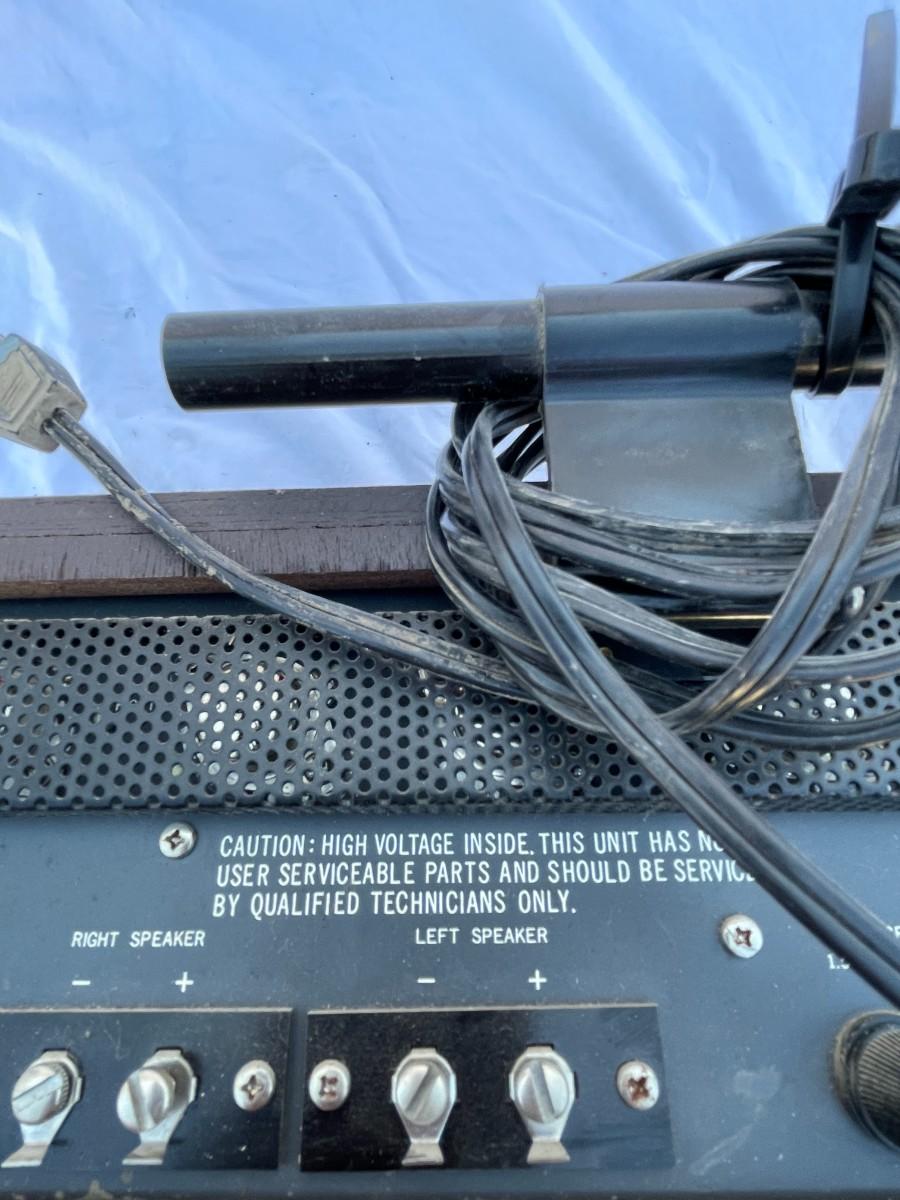 CAUTION: HIGH VOLTAGE INSIDE. THIS UNIT HAS
USER SERVICEABLE PARTS AND SHOULD BE
BY QUALIFIED TECHNICIANS ONLY.
RIGHT SPEAKER
LEFT SPEAKER
− +
− +